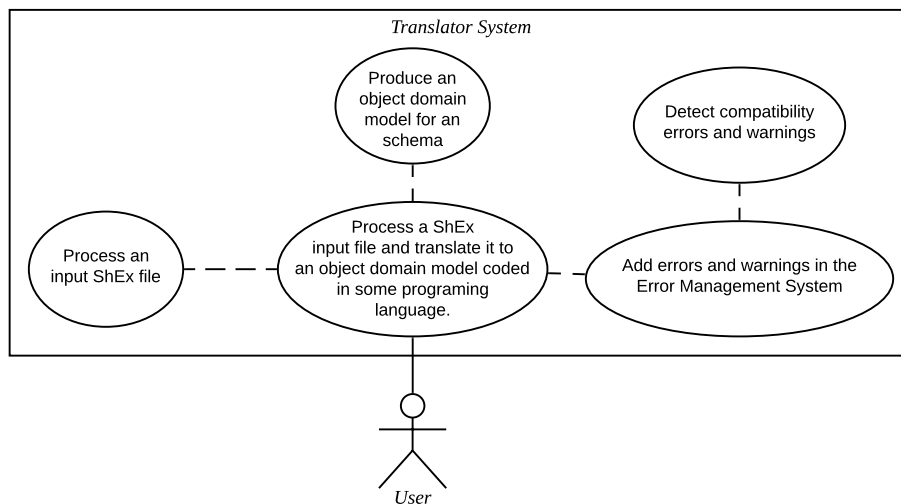 Translator System
Produce an
object domain
model for an
schema
Detect compatibility
errors and warnings
Process an
input ShEx file
Process a ShEx
input file and translate it to
an object domain model coded
in some programing
language.
Add errors and warnings in the
Error Management System
User